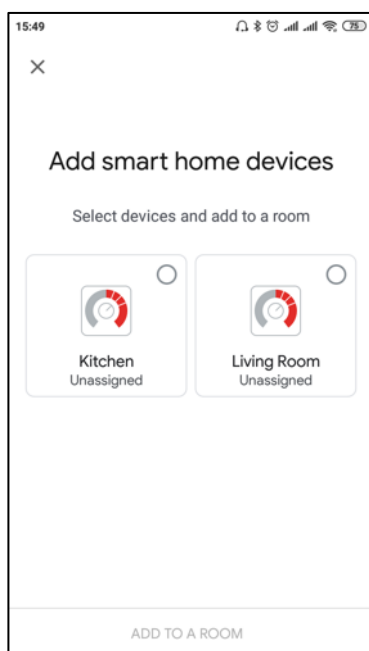 15:49
75
Add smart home devices
Select devices and add to a room
Kitchen
Unassigned
Living Room
Unassigned
ADD TO A ROOM